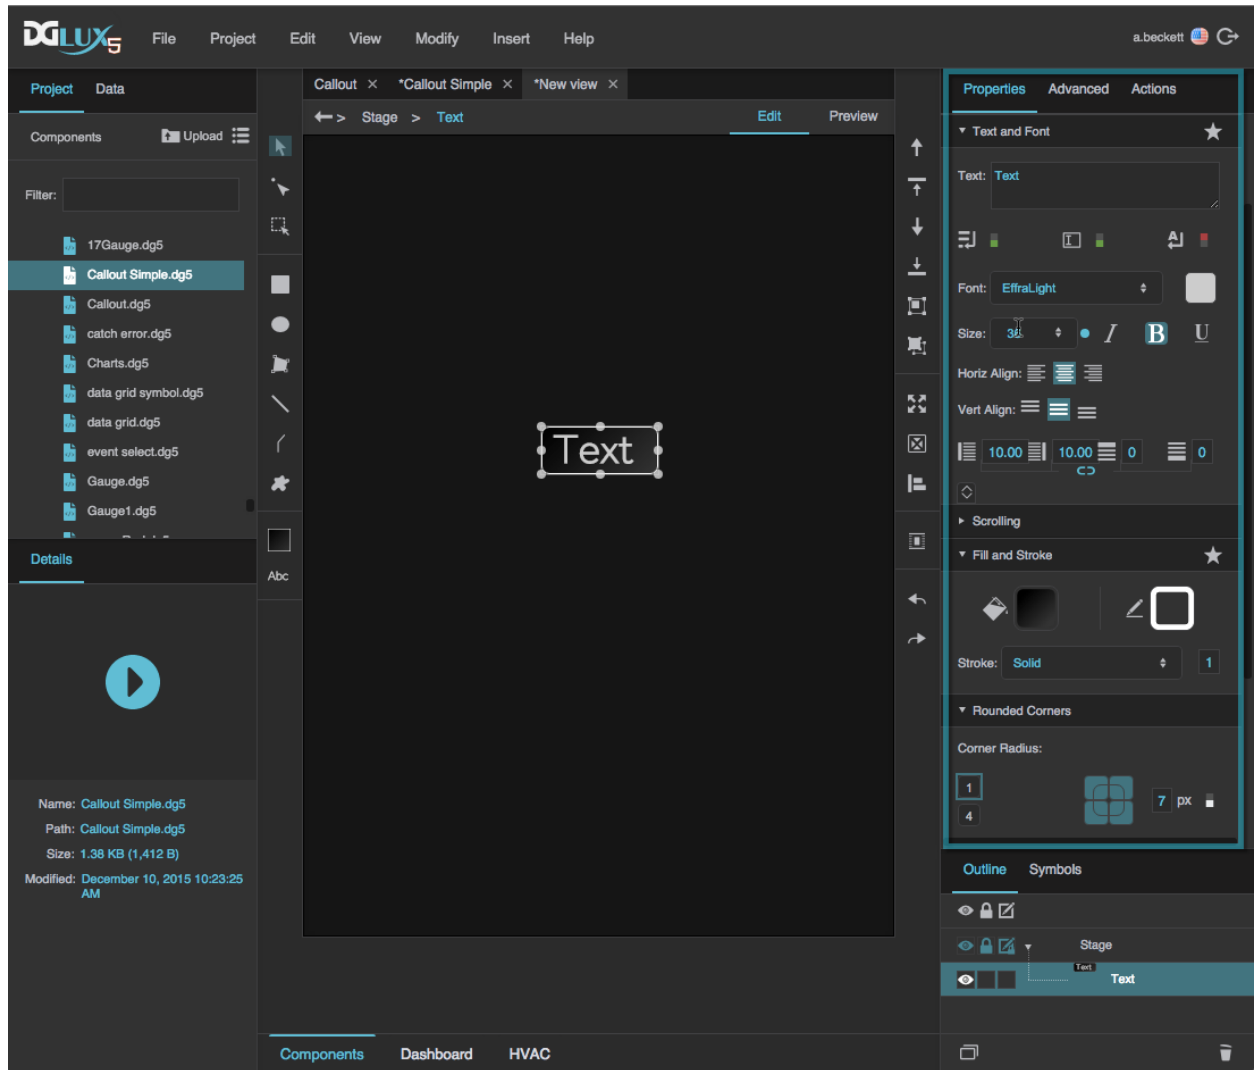 DGLUX5 File Project Edit View Modify Insert Help a.beckett
Project Data
Components Upload
Filter:
17Gauge.dg5
Callout Simple.dg5
Callout.dg5
catch error.dg5
Charts.dg5
data grid symbol.dg5
data grid.dg5
event select.dg5
Gauge.dg5
Gauge1.dg5
Details
Name: Callout Simple.dg5
Path: Callout Simple.dg5
Size: 1.38 KB (1,412 B)
Modified: December 10, 2015 10:23:25
AM
Abc
Callout × *Callout Simple × *New view ×
> Stage > Text Edit Preview
Text
Components Dashboard HVAC
Properties Advanced Actions
Text and Font
Text: Text
Font: EffraLight
Size: I B U
Horiz Align:
Vert Align:
10.00 10.00 0 0
Scrolling
Fill and Stroke
Stroke: Solid 1
Rounded Corners
Corner Radius:
1
4
7 px
Outline Symbols
Stage
Text
Text